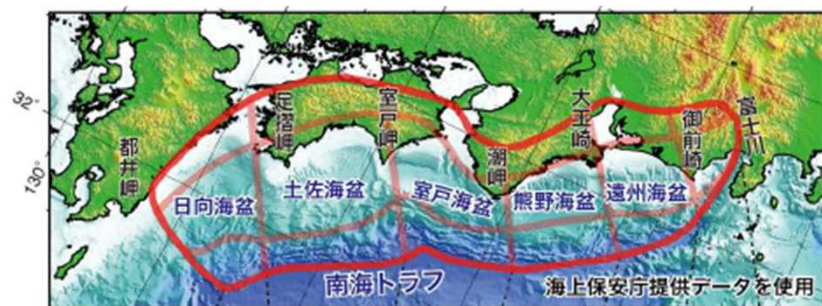 32°
130°
都井岬
足摺岬
室戸岬
潮岬
大王崎
御前崎
富士川
日向海盆
土佐海盆
室戸海盆
熊野海盆
遠州海盆
南海トラフ
海上保安庁提供データを使用